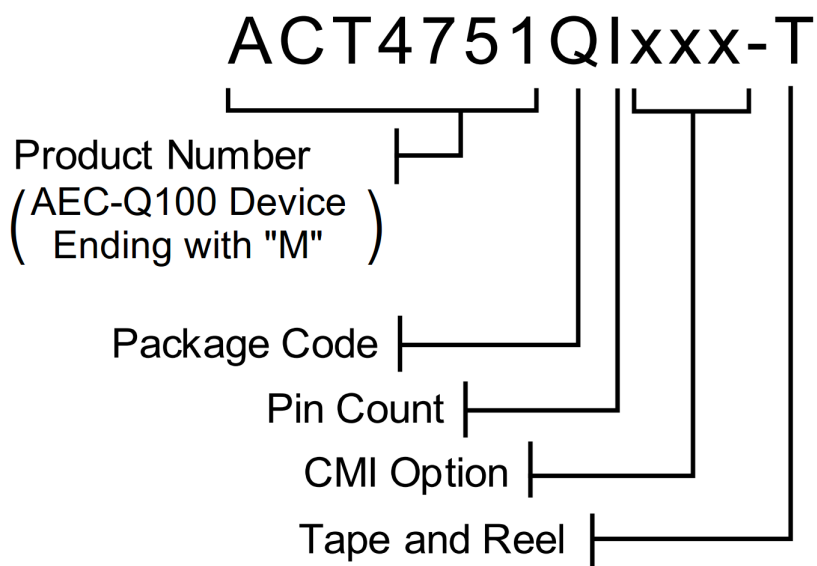 ACT4751QIxxx-T
Product Number
(AEC-Q100 Device
Ending with "M")
Package Code
Pin Count
CMI Option
Tape and Reel